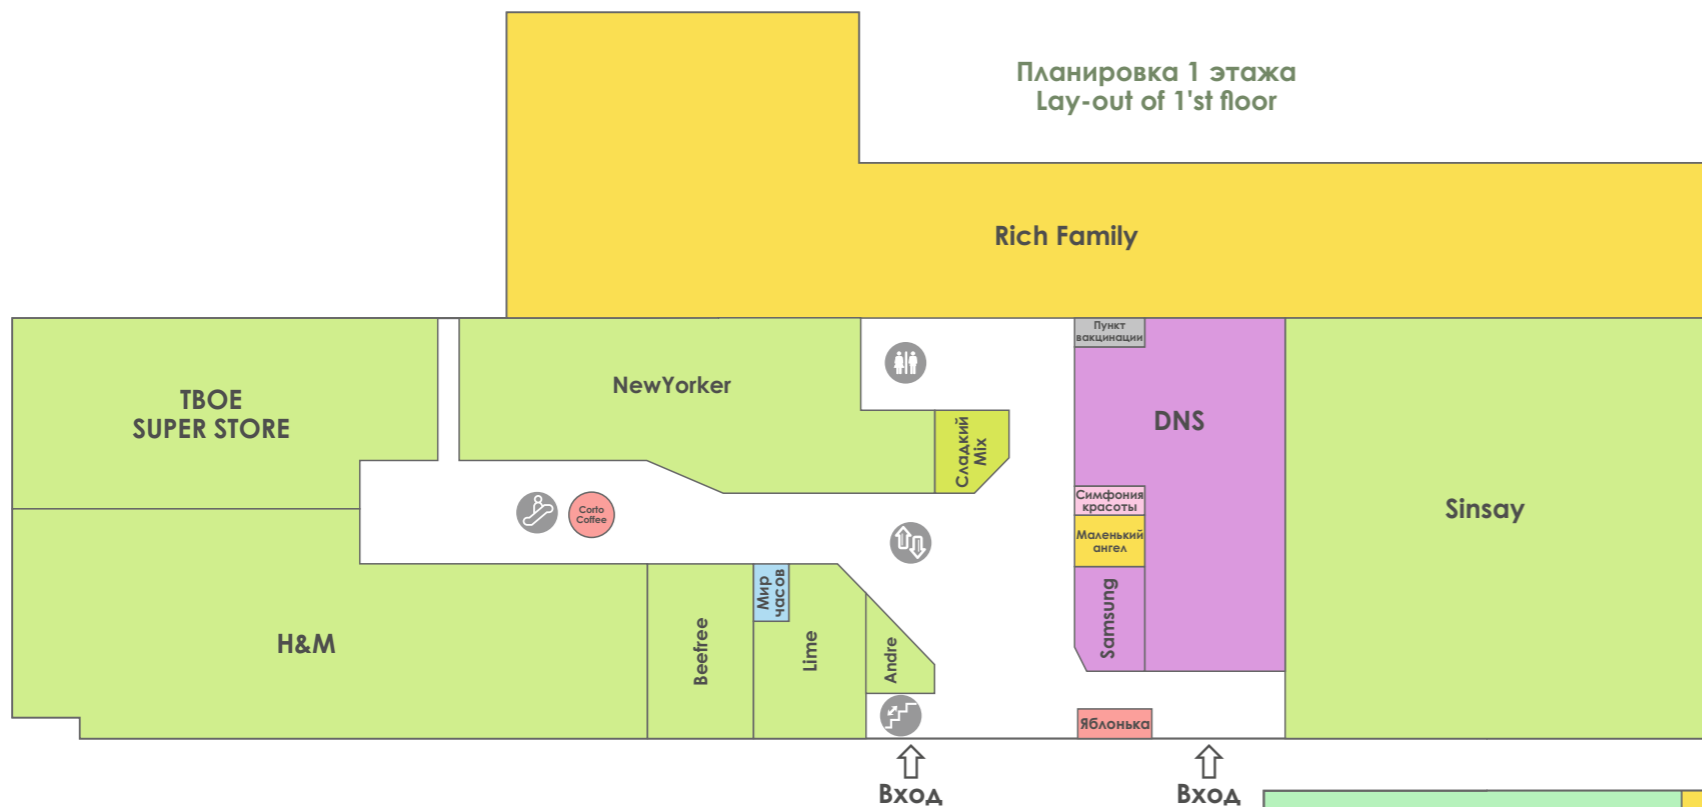 Планировка 1 этажа
Lay-out of 1'st floor
Rich Family
ТВОЕ
SUPER STORE
NewYorker
Сладкий
Mix
Пункт
вакцинации
DNS
Симфония
красоты
Маленький
ангел
Samsung
Sinsay
Corto
Coffee
H&M
Beefree
Мир
часов
Lime
Andre
Яблонька
Вход
Вход